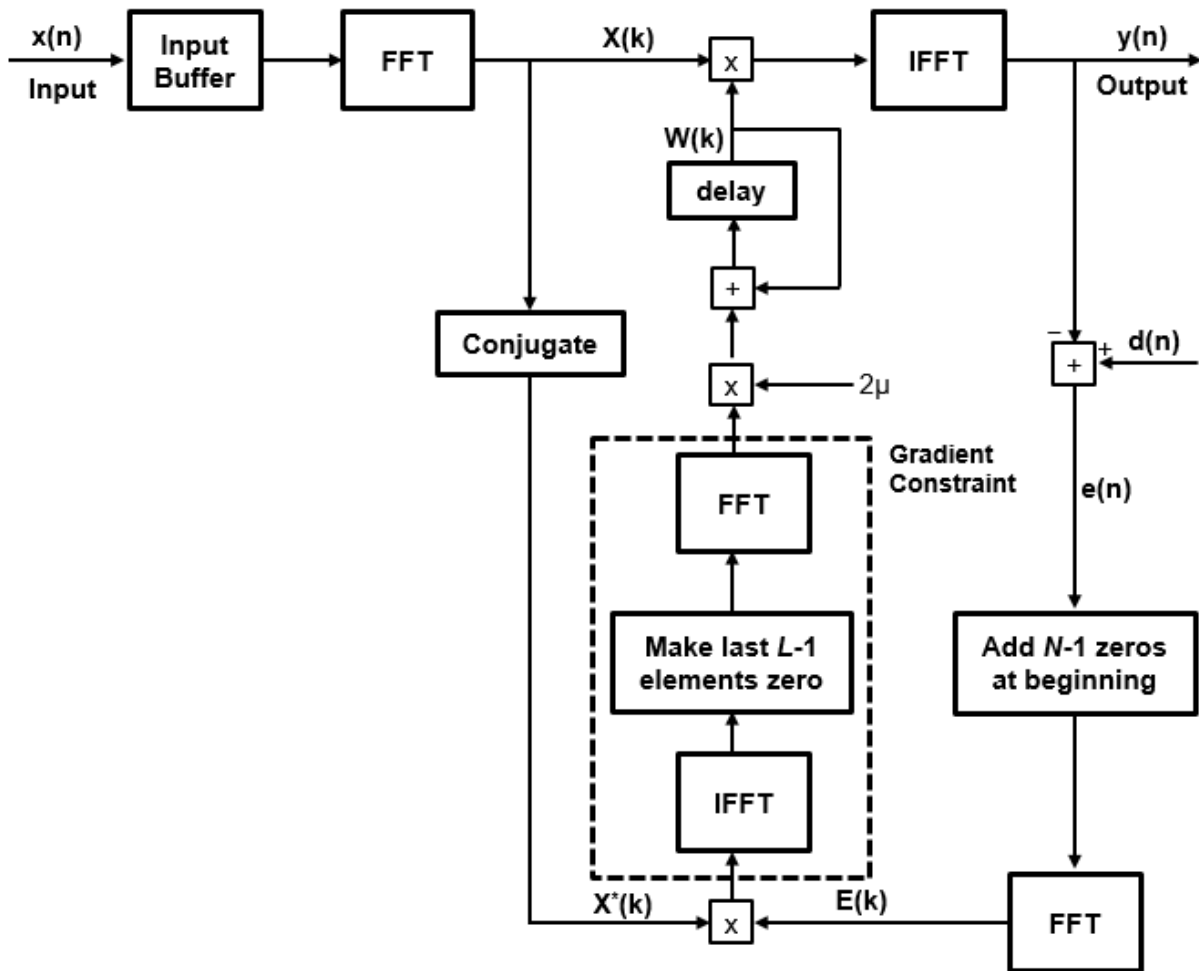 x(n)
Input
Input
Buffer
FFT
X(k)
x
IFFT
y(n)
Output
W(k)
delay
+
Conjugate
x
2μ
−
+
+
d(n)
Gradient
Constraint
e(n)
FFT
Make last L-1
elements zero
Add N-1 zeros
at beginning
IFFT
X*(k)
x
E(k)
FFT